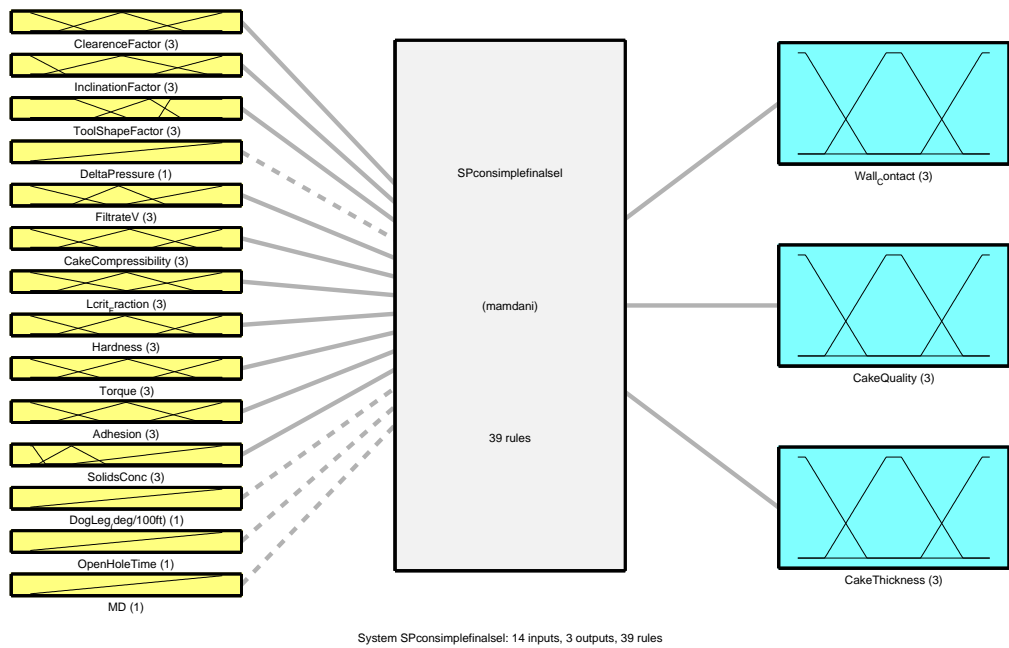 ClearenceFactor (3)
InclinationFactor (3)
ToolShapeFactor (3)
DeltaPressure (1)
FiltrateV (3)
CakeCompressibility (3)
Lcrit_Fraction (3)
Hardness (3)
Torque (3)
Adhesion (3)
SolidsConc (3)
DogLeg_(deg/100ft) (1)
OpenHoleTime (1)
MD (1)
SPconsimplefinalsel
(mamdani)
39 rules
Wall_Contact (3)
CakeQuality (3)
CakeThickness (3)
System SPconsimplefinalsel: 14 inputs, 3 outputs, 39 rules